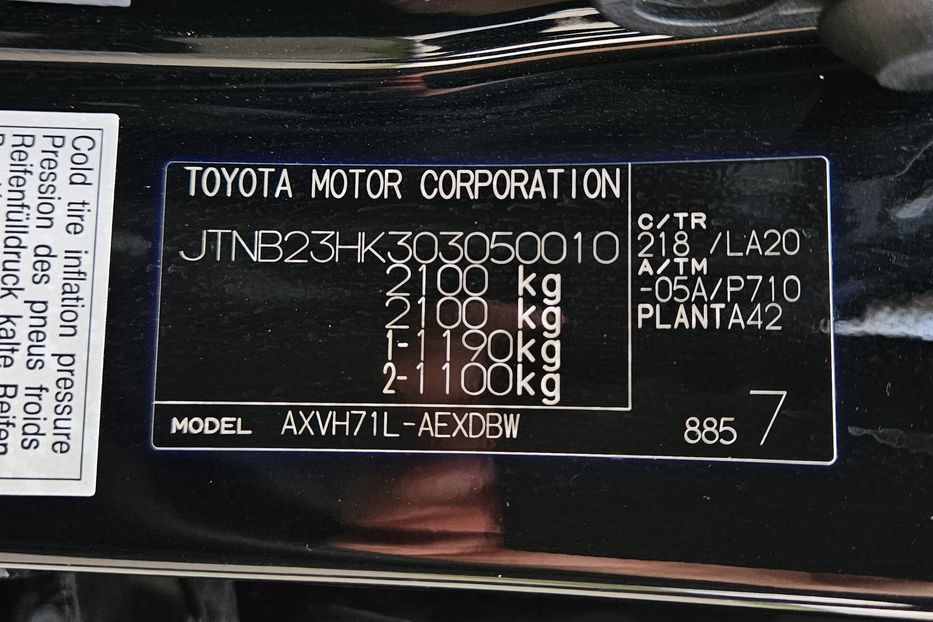 Cold tire inflation pressure
Pression des pneus froids
Reifenfülldruck kalte Reifen
TOYOTA MOTOR CORPORATION
JTNB23HK303050010
2100 kg
2100 kg
1-1190kg
2-1100kg
MODEL AXVH71L-AEXDBW
C/TR
218 /LA20
A/TM
-05A/P710
PLANTA42
885 7